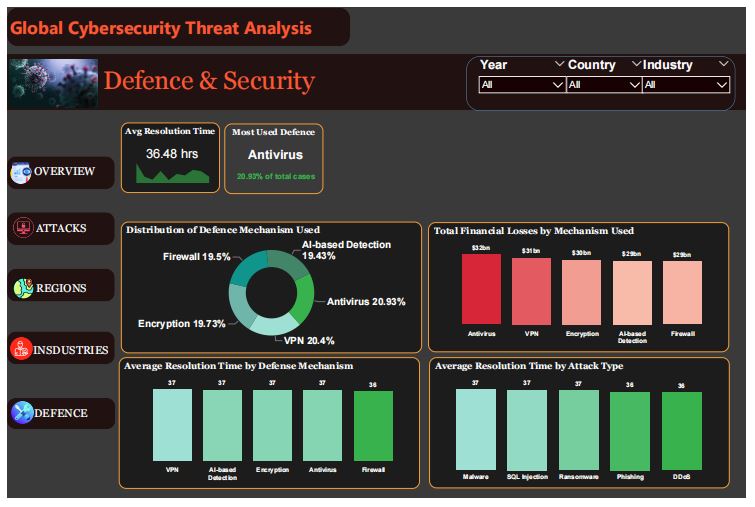 Global Cybersecurity Threat Analysis
Defence & Security
Year Country Industry
All All All
OVERVIEW
ATTACKS
REGIONS
INSDUSTRIES
DEFENCE
Avg Resolution Time
36.48 hrs
Most Used Defence
Antivirus
20.93% of total cases
Distribution of Defence Mechanism Used
AI-based Detection
19.43%
Firewall 19.5%
Antivirus 20.93%
Encryption 19.73%
VPN 20.4%
Total Financial Losses by Mechanism Used
$32bn $31bn $30bn $29bn $29bn
Antivirus VPN Encryption AI-based Firewall
Detection
Average Resolution Time by Defense Mechanism
37 37 37 37 36
VPN AI-based Encryption Antivirus Firewall
Detection
Average Resolution Time by Attack Type
37 37 37 36 36
Malware SQL Injection Ransomware Phishing DDoS